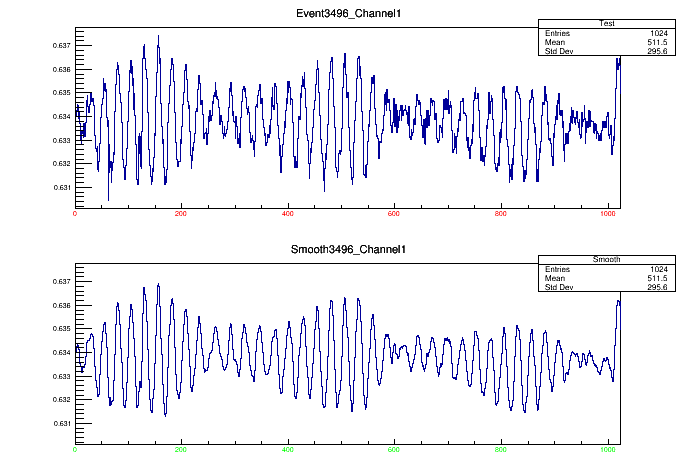 Event3496_Channel1
Test
Entries 1024
Mean 511.5
Std Dev 295.6
0.637
0.636
0.635
0.634
0.633
0.632
0.631
0 200 400 600 800 1000
Smooth3496_Channel1
Smooth
Entries 1024
Mean 511.5
Std Dev 295.6
0.637
0.636
0.635
0.634
0.633
0.632
0.631
0 200 400 600 800 1000